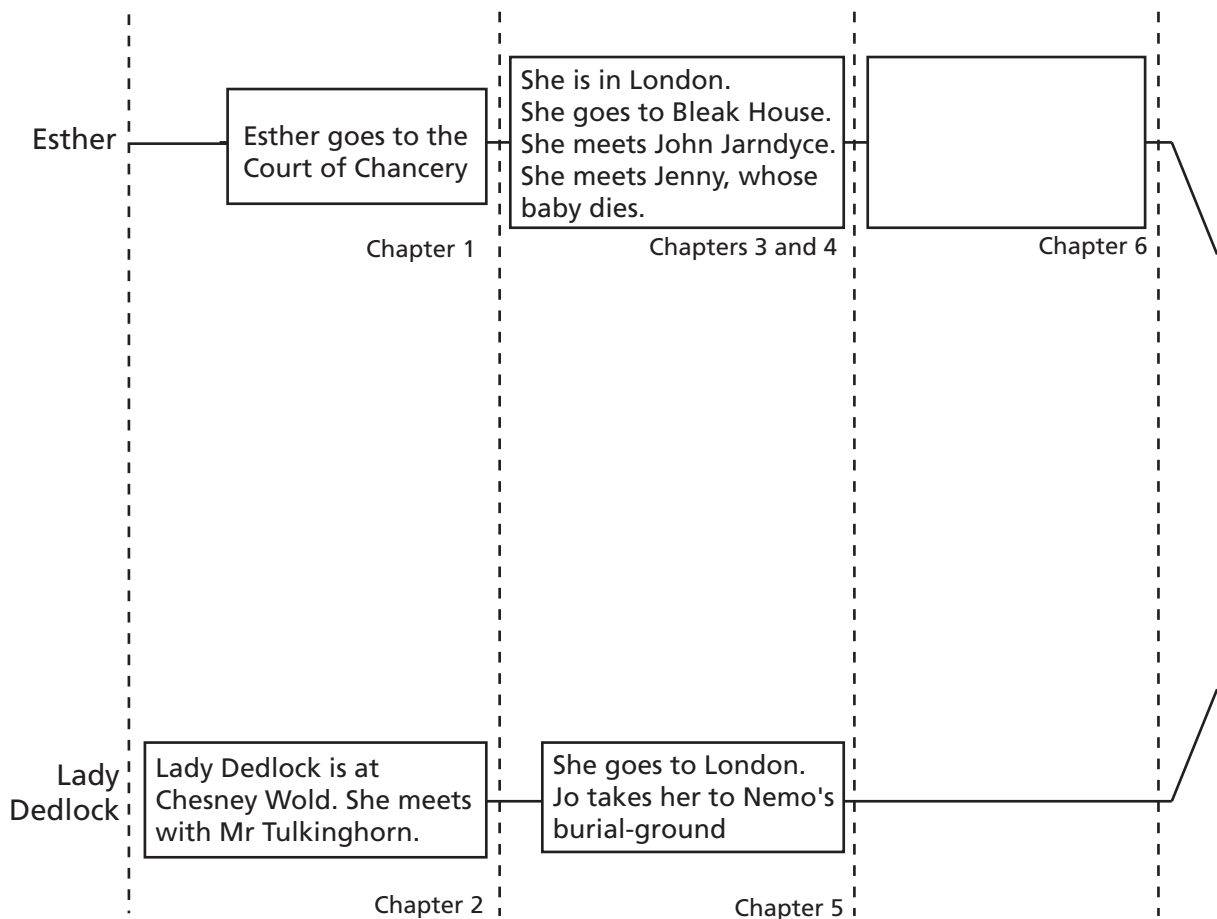 Esther
Esther goes to the
Court of Chancery
Chapter 1
She is in London.
She goes to Bleak House.
She meets John Jarndyce.
She meets Jenny, whose
baby dies.
Chapters 3 and 4
Chapter 6
Lady
Dedlock
Lady Dedlock is at
Chesney Wold. She meets
with Mr Tulkinghorn.
Chapter 2
She goes to London.
Jo takes her to Nemo's
burial-ground
Chapter 5